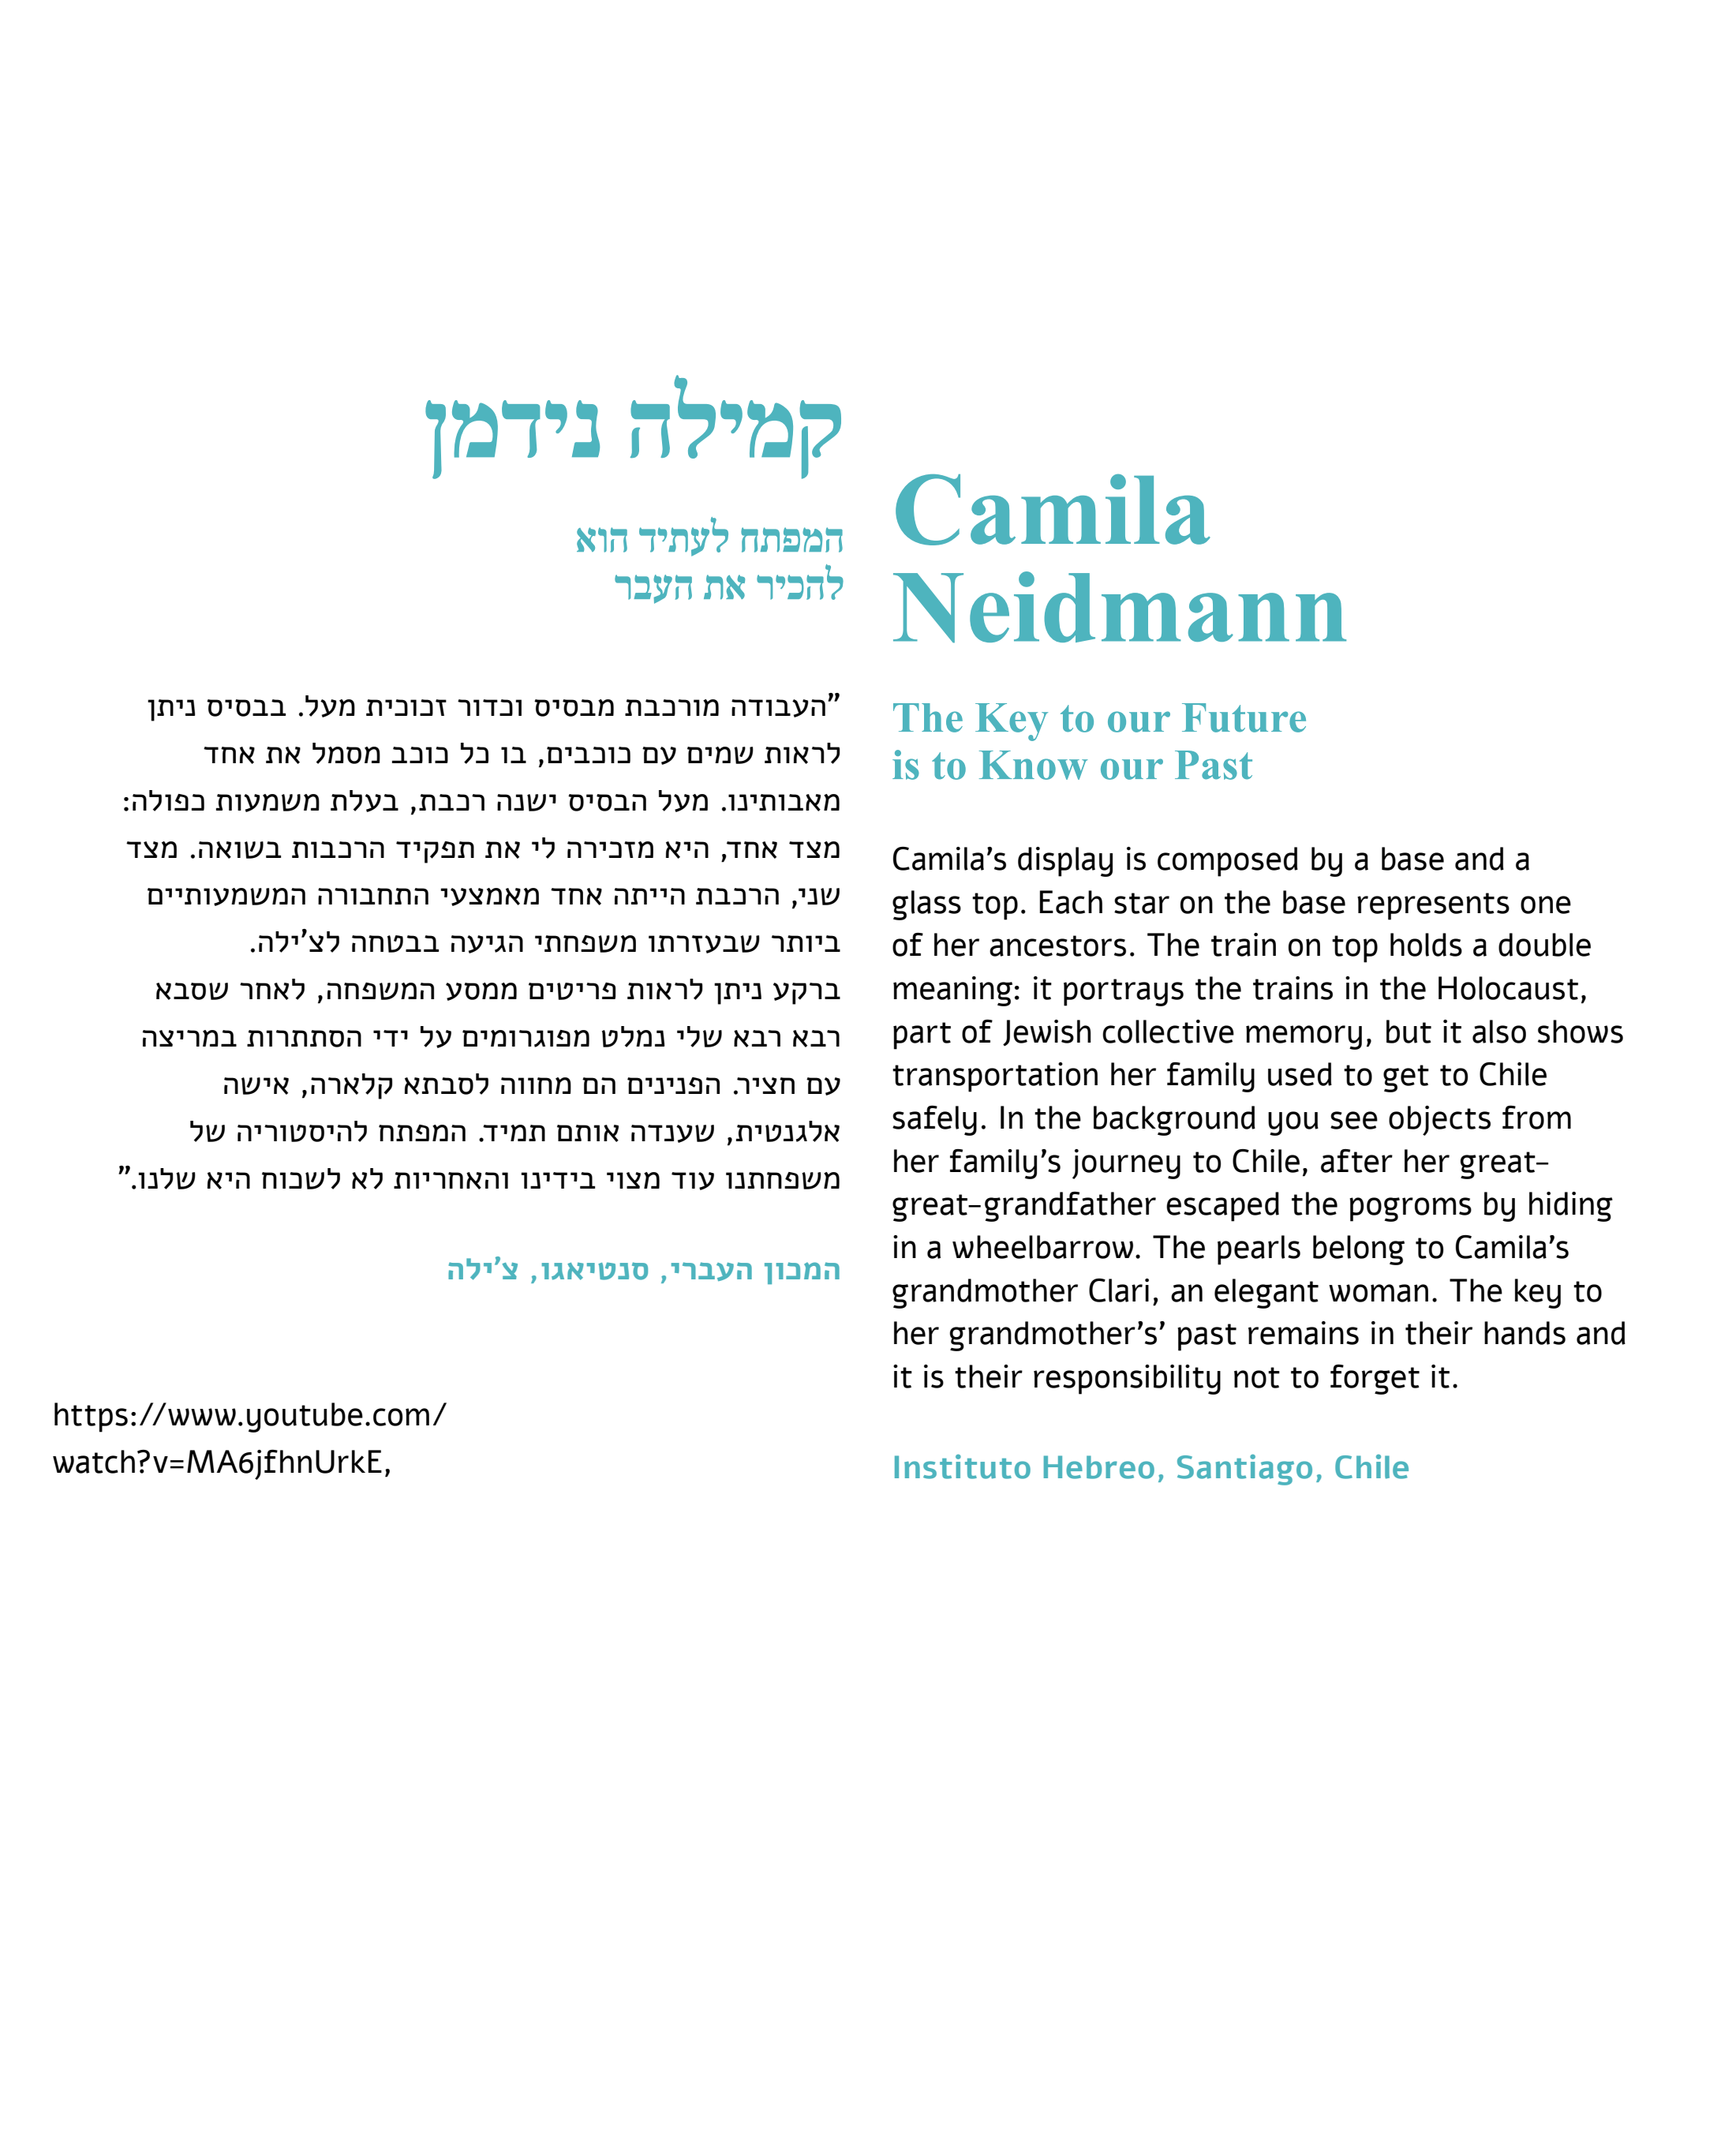 קמילה נידמן
המפתח לעתיד הוא
להכיר את העבר
"העבודה מורכבת מבסיס וכדור זכוכית מעל. בבסיס ניתן
לראות שמים עם כוכבים, בו כל כוכב מסמל את אחד
מאבותינו. מעל הבסיס ישנה רכבת, בעלת משמעות כפולה:
מצד אחד, היא מזכירה לי את תפקיד הרכבות בשואה. מצד
שני, הרכבת הייתה אחד מאמצעי התחבורה המשמעותיים
ביותר שבעזרתו משפחתי הגיעה בבטחה לצ'ילה.
ברקע ניתן לראות פריטים ממסע המשפחה, לאחר שסבא
רבא רבא שלי נמלט מפוגרומים על ידי הסתתרות במריצה
עם חציר. הפנינים הם מחווה לסבתא קלארה, אישה
אלגנטית, שענדה אותם תמיד. המפתח להיסטוריה של
משפחתנו עוד מצוי בידינו והאחריות לא לשכוח היא שלנו."
המכון העברי, סנטיאגו, צ'ילה
https://www.youtube.com/
watch?v=MA6jfhnUrkE,
Camila
Neidmann
The Key to our Future
is to Know our Past
Camila's display is composed by a base and a
glass top. Each star on the base represents one
of her ancestors. The train on top holds a double
meaning: it portrays the trains in the Holocaust,
part of Jewish collective memory, but it also shows
transportation her family used to get to Chile
safely. In the background you see objects from
her family's journey to Chile, after her great-
great-grandfather escaped the pogroms by hiding
in a wheelbarrow. The pearls belong to Camila's
grandmother Clari, an elegant woman. The key to
her grandmother's' past remains in their hands and
it is their responsibility not to forget it.
Instituto Hebreo, Santiago, Chile